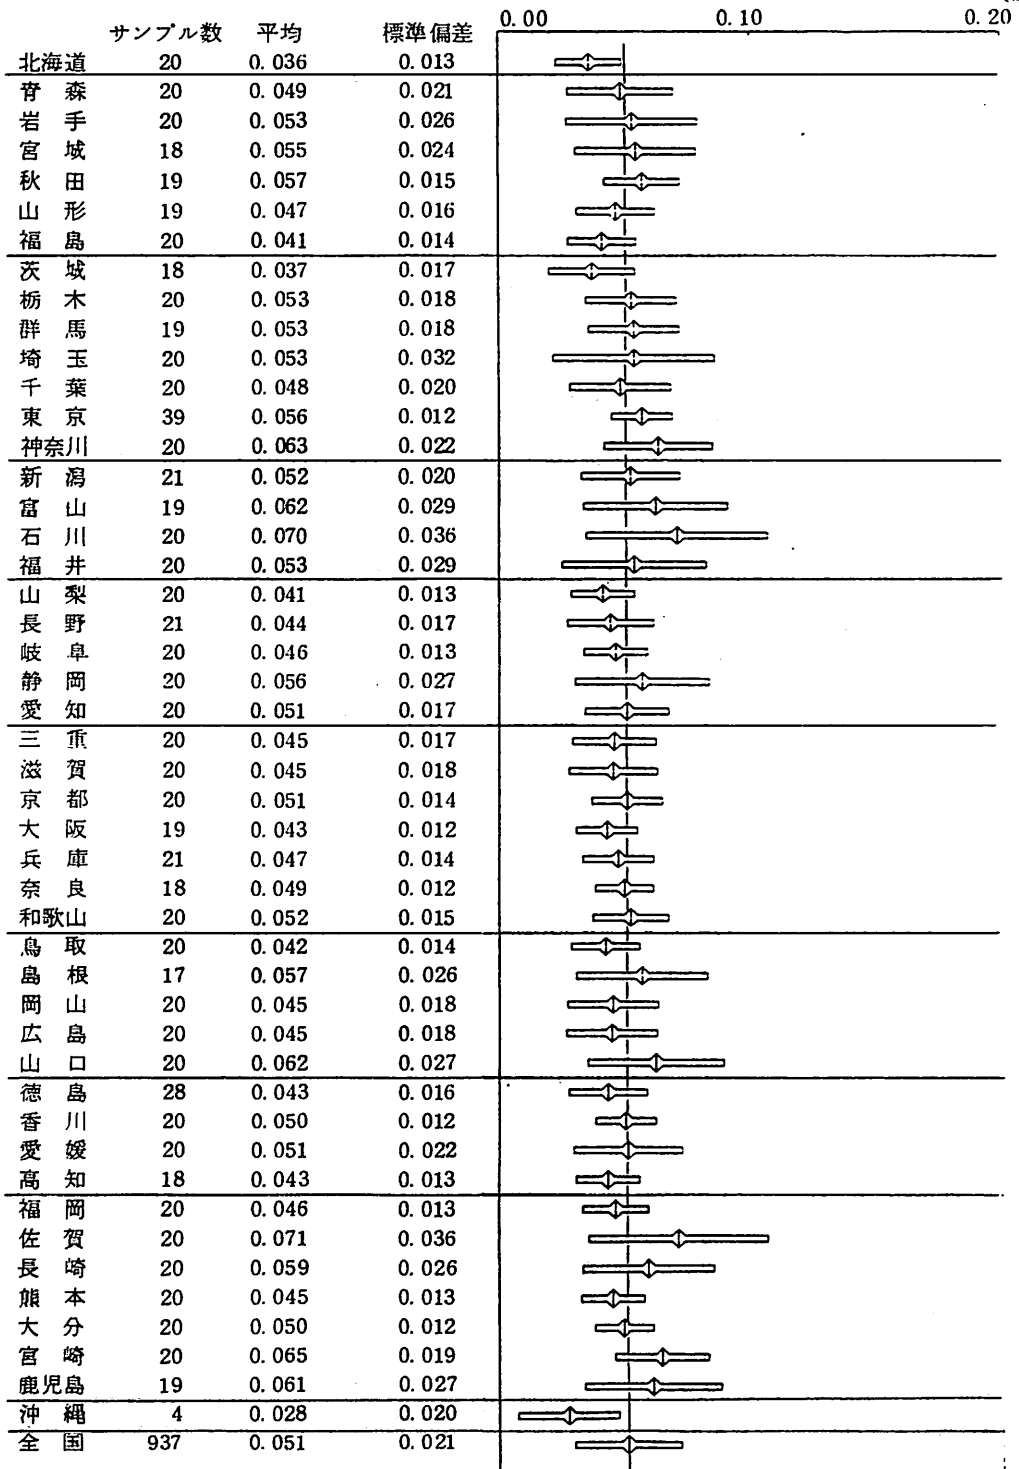 0.00 0.10 0.20
サンプル数 平均 標準偏差
北海道 20 0.036 0.013
青森 20 0.049 0.021
岩手 20 0.053 0.026
宮城 18 0.055 0.024
秋田 19 0.057 0.015
山形 19 0.047 0.016
福島 20 0.041 0.014
茨城 18 0.037 0.017
栃木 20 0.053 0.018
群馬 19 0.053 0.018
埼玉 20 0.053 0.032
千葉 20 0.048 0.020
東京 39 0.056 0.012
神奈川 20 0.063 0.022
新潟 21 0.052 0.020
富山 19 0.062 0.029
石川 20 0.070 0.036
福井 20 0.053 0.029
山梨 20 0.041 0.013
長野 21 0.044 0.017
岐阜 20 0.046 0.013
静岡 20 0.056 0.027
愛知 20 0.051 0.017
三重 20 0.045 0.017
滋賀 20 0.045 0.018
京都 20 0.051 0.014
大阪 19 0.043 0.012
兵庫 21 0.047 0.014
奈良 18 0.049 0.012
和歌山 20 0.052 0.015
鳥取 20 0.042 0.014
島根 17 0.057 0.026
岡山 20 0.045 0.018
広島 20 0.045 0.018
山口 20 0.062 0.027
徳島 28 0.043 0.016
香川 20 0.050 0.012
愛媛 20 0.051 0.022
高知 18 0.043 0.013
福岡 20 0.046 0.013
佐賀 20 0.071 0.036
長崎 20 0.059 0.026
熊本 20 0.045 0.013
大分 20 0.050 0.012
宮崎 20 0.065 0.019
鹿児島 19 0.061 0.027
沖縄 4 0.028 0.020
全国 937 0.051 0.021